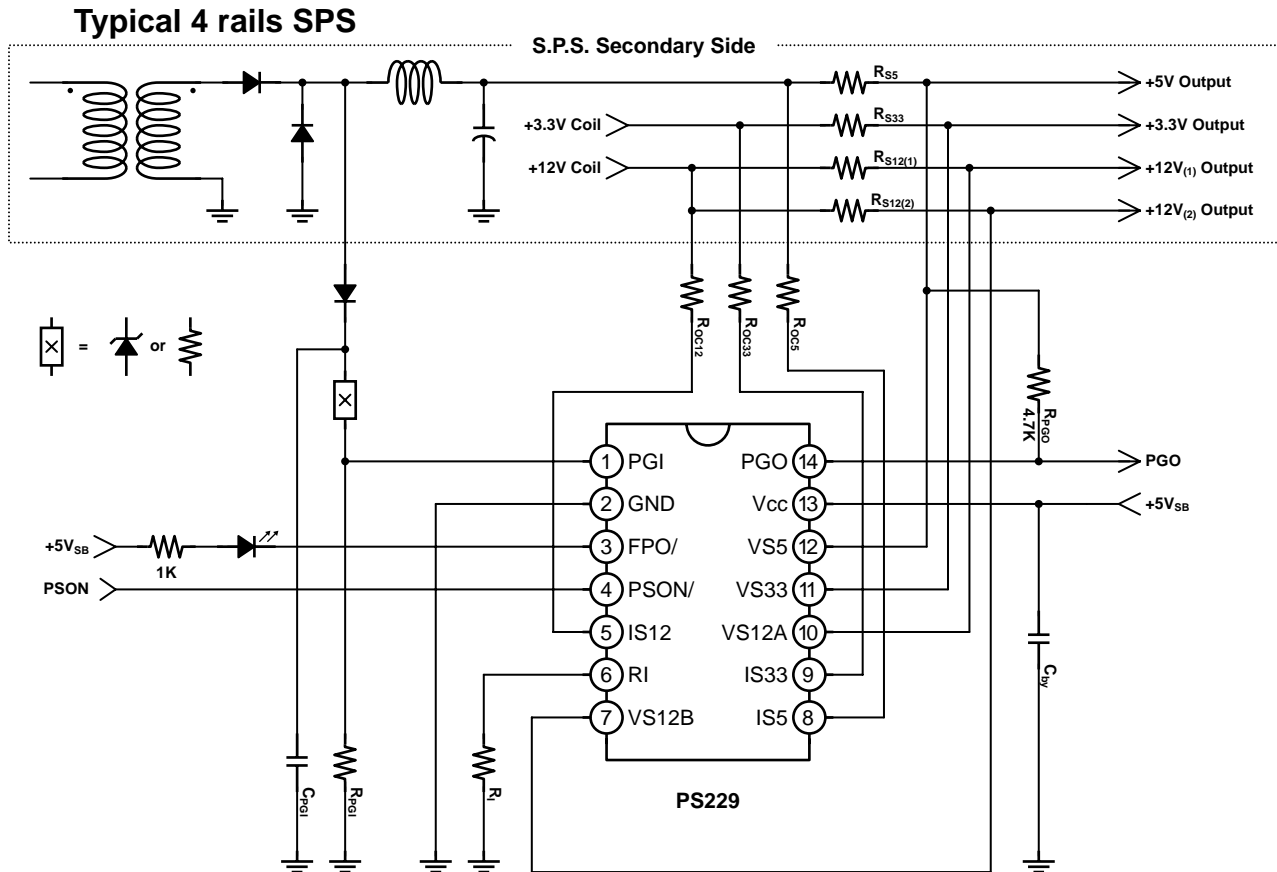 Typical 4 rails SPS
S.P.S. Secondary Side
RS5
+5V Output
+3.3V Coil
RS33
+3.3V Output
+12V Coil
RS12(1)
+12V(1) Output
RS12(2)
+12V(2) Output
ROC12
ROC33
ROC5
= or
RPGO
4.7K
1 PGI
PGO 14
PGO
2 GND
Vcc 13
+5VSB
+5VSB
1K
3 FPO/
VS5 12
PSON
4 PSON/
VS33 11
5 IS12
VS12A 10
6 RI
IS33 9
7 VS12B
IS5 8
Cby
CPGI
RPGI
RI
PS229